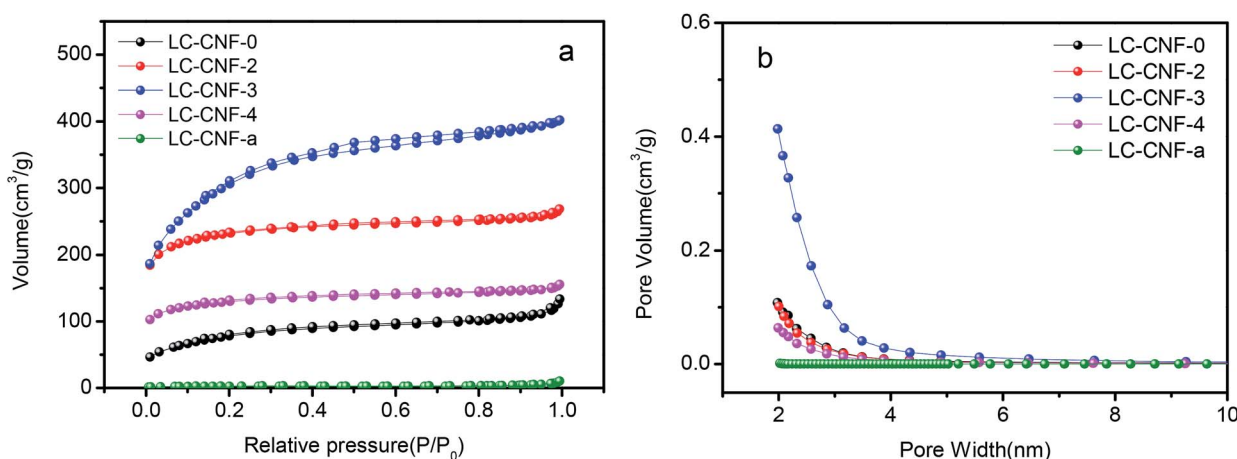 a
LC-CNF-0
LC-CNF-2
LC-CNF-3
LC-CNF-4
LC-CNF-a
500
400
300
200
100
0
Volume(cm³/g)
0.0 0.2 0.4 0.6 0.8 1.0
Relative pressure(P/P₀)
b
LC-CNF-0
LC-CNF-2
LC-CNF-3
LC-CNF-4
LC-CNF-a
0.6
0.4
0.2
0.0
Pore Volume(cm³/g)
2 4 6 8 10
Pore Width(nm)